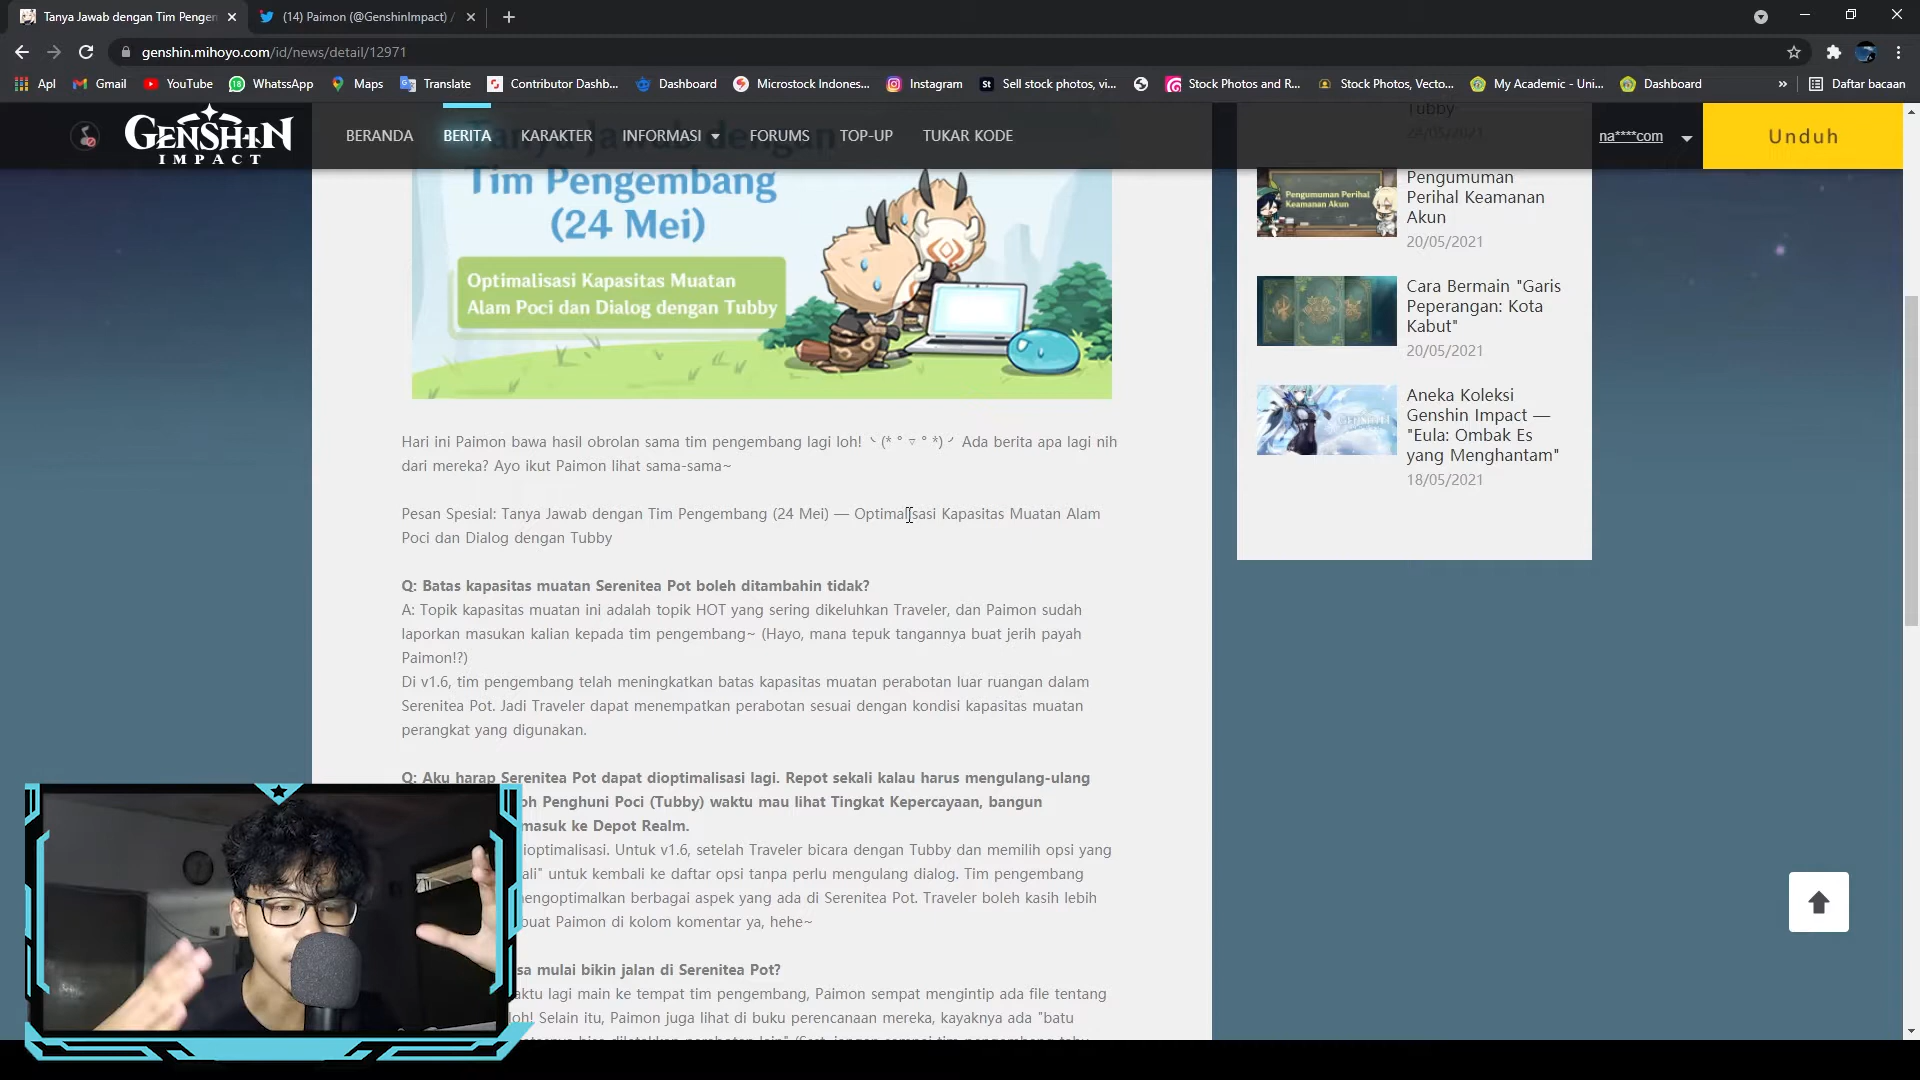 Tanya Jawab dengan Tim Penger
(14) Paimon (@GenshinImpact) /
genshin.mihoyo.com/id/news/detail/12971
Apl
Gmail
YouTube
WhatssApp
Maps
Translate
Contributor Dashb...
Dashboard
Microstock Indones...
Instagram
Sell stock photos, vi...
Stock Photos and R...
Stock Photos, Vecto...
My Academic - Uni...
Dashboard
»
Daftar bacaan
GENSHIN
IMPACT
BERANDA
BERITA
KARAKTER
INFORMASI
FORUMS
TOP-UP
TUKAR KODE
na****com
Unduh
Tanya Jawab dengan
Tim Pengembang
(24 Mei)
Optimalisasi Kapasitas Muatan
Alam Poci dan Dialog dengan Tubby
Hari ini Paimon bawa hasil obrolan sama tim pengembang lagi loh! ╰(*°▽°*)╯ Ada berita apa lagi nih
dari mereka? Ayo ikut Paimon lihat sama-sama~
Pesan Spesial: Tanya Jawab dengan Tim Pengembang (24 Mei) — Optimalisasi Kapasitas Muatan Alam
Poci dan Dialog dengan Tubby
Q: Batas kapasitas muatan Serenitea Pot boleh ditambahin tidak?
A: Topik kapasitas muatan ini adalah topik HOT yang sering dikeluhkan Traveler, dan Paimon sudah
laporkan masukan kalian kepada tim pengembang~ (Hayo, mana tepuk tangannya buat jerih payah
Paimon!?)
Di v1.6, tim pengembang telah meningkatkan batas kapasitas muatan perabotan luar ruangan dalam
Serenitea Pot. Jadi Traveler dapat menempatkan perabotan sesuai dengan kondisi kapasitas muatan
perangkat yang digunakan.
Q: Aku harap Serenitea Pot dapat dioptimalisasi lagi. Repot sekali kalau harus mengulang-ulang
oh Penghuni Poci (Tubby) waktu mau lihat Tingkat Kepercayaan, bangun
masuk ke Depot Realm.
ioptimalisasi. Untuk v1.6, setelah Traveler bicara dengan Tubby dan memilih opsi yang
ali" untuk kembali ke daftar opsi tanpa perlu mengulang dialog. Tim pengembang
engoptimalkan berbagai aspek yang ada di Serenitea Pot. Traveler boleh kasih lebih
buat Paimon di kolom komentar ya, hehe~
sa mulai bikin jalan di Serenitea Pot?
aktu lagi main ke tempat tim pengembang, Paimon sempat mengintip ada file tentang
loh! Selain itu, Paimon juga lihat di buku perencanaan mereka, kayaknya ada "batu
Tubby
24/05/2021
Pengumuman Perihal
Keamanan Akun
Pengumuman
Perihal Keamanan
Akun
20/05/2021
Cara Bermain "Garis
Peperangan: Kota
Kabut"
20/05/2021
GENSHIN
Aneka Koleksi
Genshin Impact —
"Eula: Ombak Es
yang Menghantam"
18/05/2021